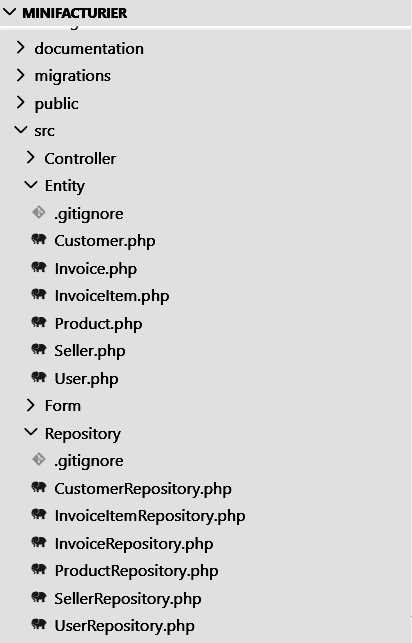 MINIFACTURIER
documentation
migrations
public
src
Controller
Entity
.gitignore
Customer.php
Invoice.php
InvoiceItem.php
Product.php
Seller.php
User.php
Form
Repository
.gitignore
CustomerRepository.php
InvoiceItemRepository.php
InvoiceRepository.php
ProductRepository.php
SellerRepository.php
UserRepository.php